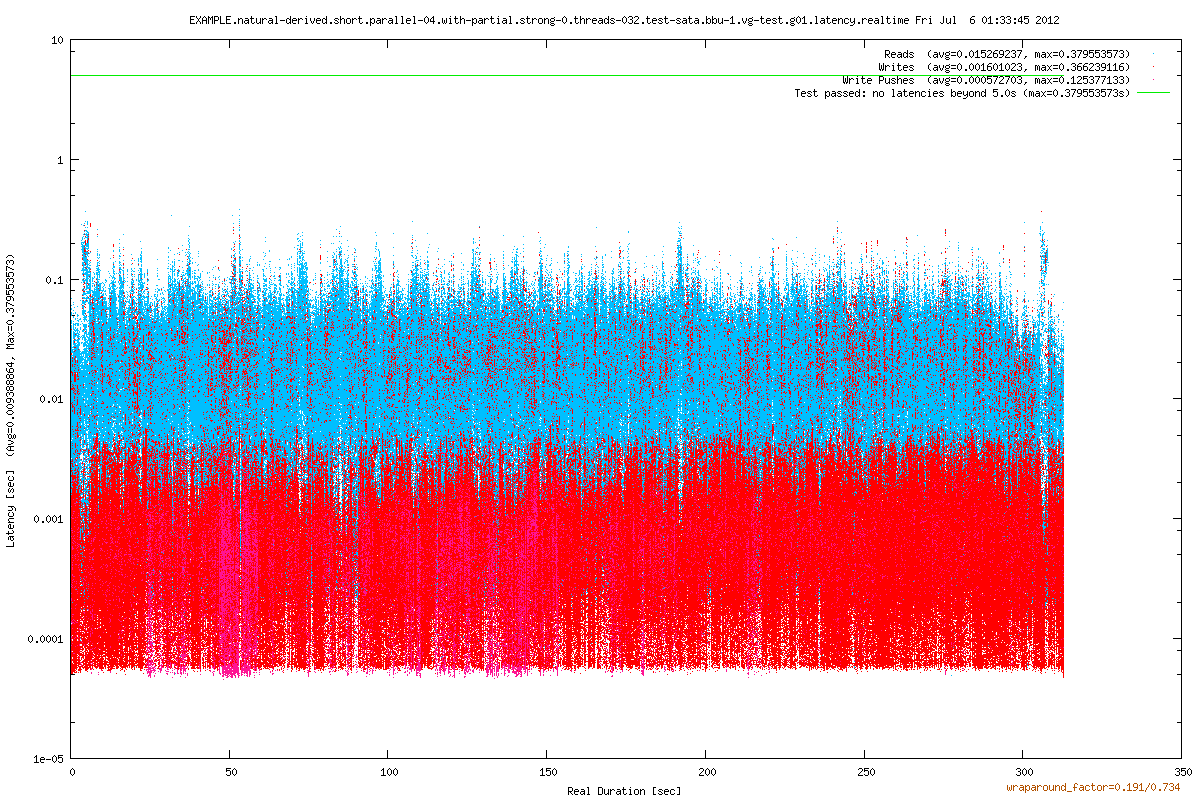 EXAMPLE.natural-derived.short.parallel-04.with-partial.strong-0.threads-032.test-sata.bbu-1.vg-test.g01.latency.realtime Fri Jul  6 01:33:45 2012
Reads  (avg=0.015269237, max=0.379553573)
Writes  (avg=0.001601023, max=0.366239116)
Write Pushes  (avg=0.000572703, max=0.125377133)
Test passed: no latencies beyond 5.0s (max=0.379553573s)
10
1
0.1
0.01
0.001
0.0001
1e-05
Latency [sec]  (Avg=0.009388864, Max=0.379553573)
0 50 100 150 200 250 300 350
Real Duration [sec]
wraparound_factor=0.191/0.734